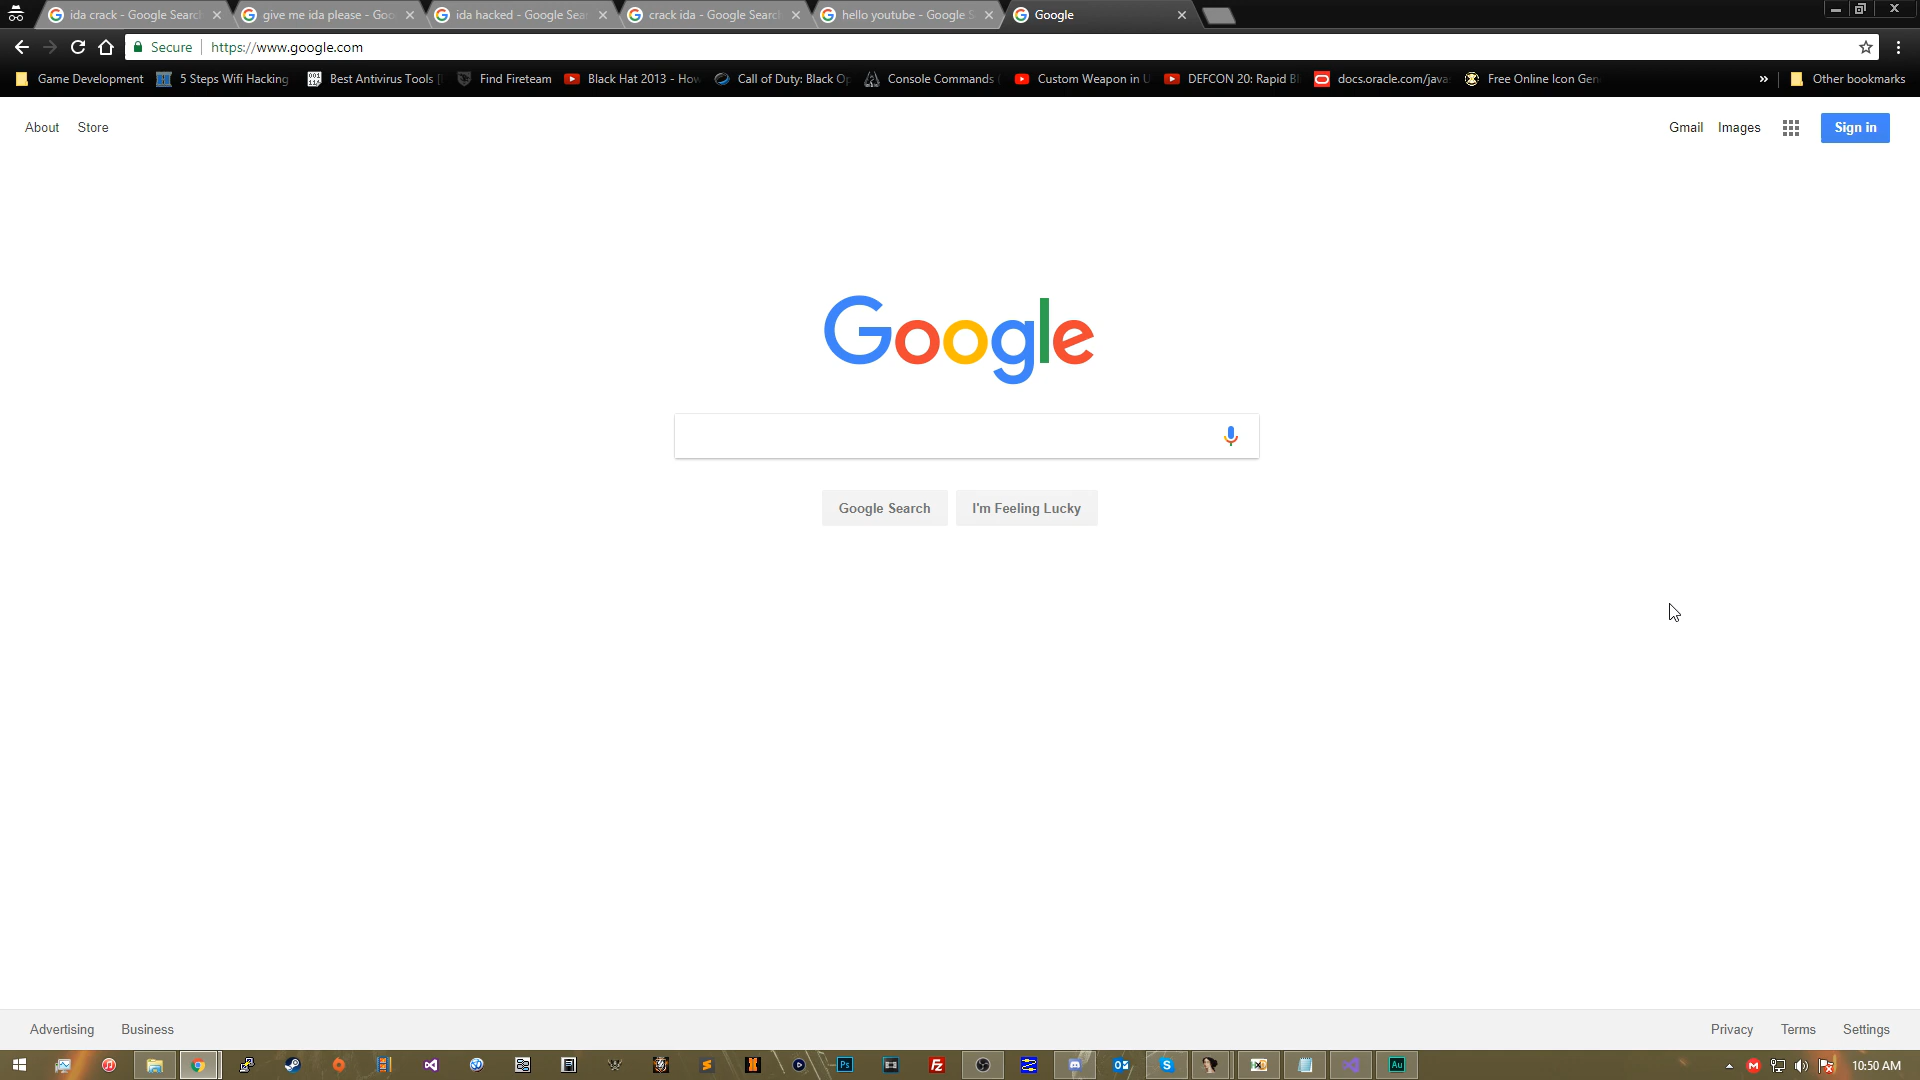 ida crack - Google Search
give me ida please - Goo
ida hacked - Google Sea
crack ida - Google Search
hello youtube - Google S
Google
Secure
https://www.google.com
Game Development
5 Steps Wifi Hacking
Best Antivirus Tools [
Find Fireteam
Black Hat 2013 - How
Call of Duty: Black Op
Console Commands (
Custom Weapon in U
DEFCON 20: Rapid Bl
docs.oracle.com/java
Free Online Icon Gen
»
Other bookmarks
About Store
Gmail Images
Sign in
Google
Google Search
I'm Feeling Lucky
Advertising Business
Privacy Terms Settings
10:50 AM